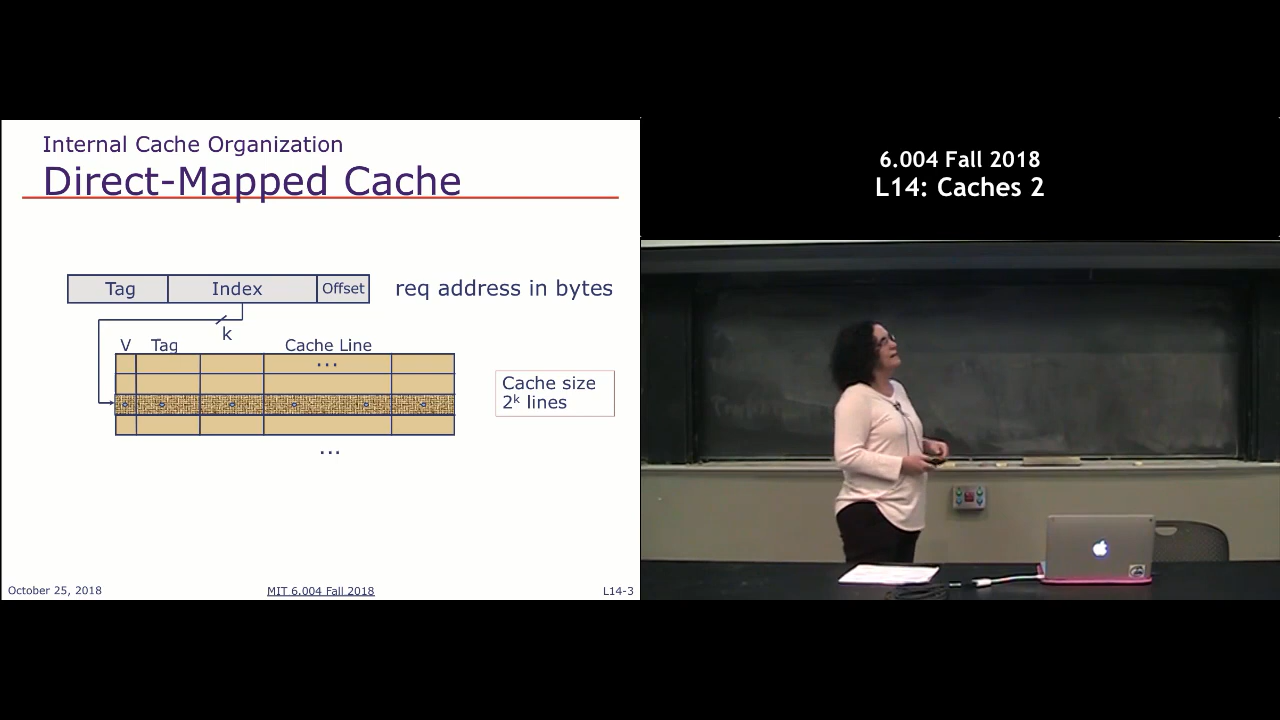 Internal Cache Organization
Direct-Mapped Cache
Tag Index Offset req address in bytes
k
V Tag Cache Line
...
Cache size
2^k lines
...
October 25, 2018 MIT 6.004 Fall 2018 L14-3
6.004 Fall 2018
L14: Caches 2